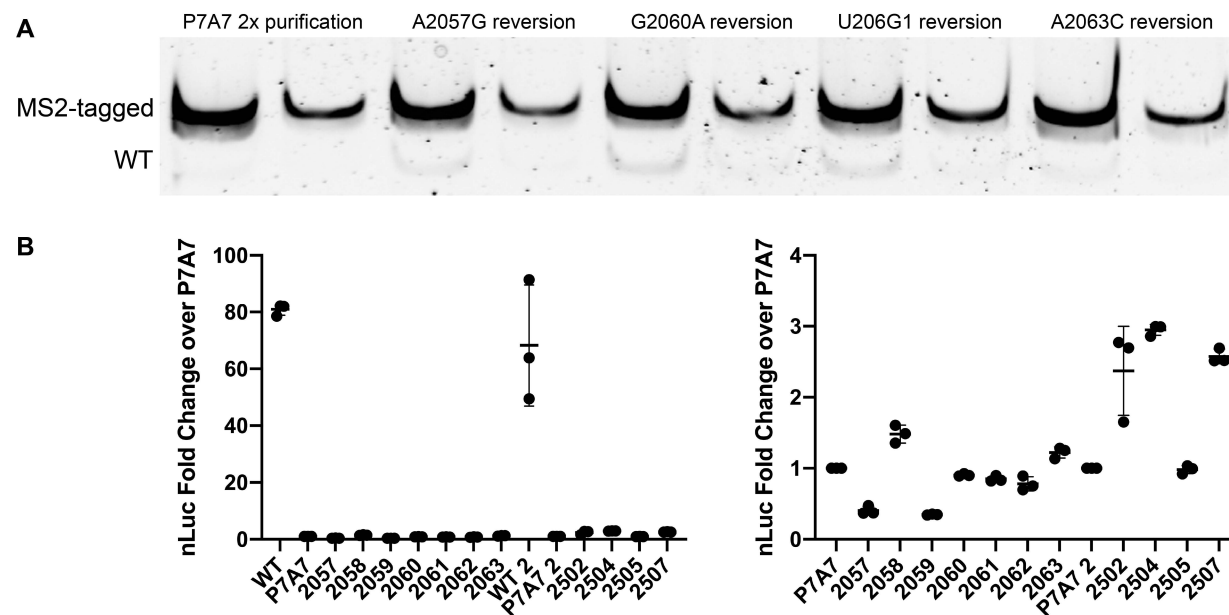 A
P7A7 2x purification
A2057G reversion
G2060A reversion
U206G1 reversion
A2063C reversion
MS2-tagged
WT
B
nLuc Fold Change over P7A7
100
80
60
40
20
0
WT
P7A7
2057
2058
2059
2060
2061
2062
2063
WT 2
P7A7 2
2502
2504
2505
2507
nLuc Fold Change over P7A7
4
3
2
1
0
P7A7
2057
2058
2059
2060
2061
2062
2063
P7A7 2
2502
2504
2505
2507